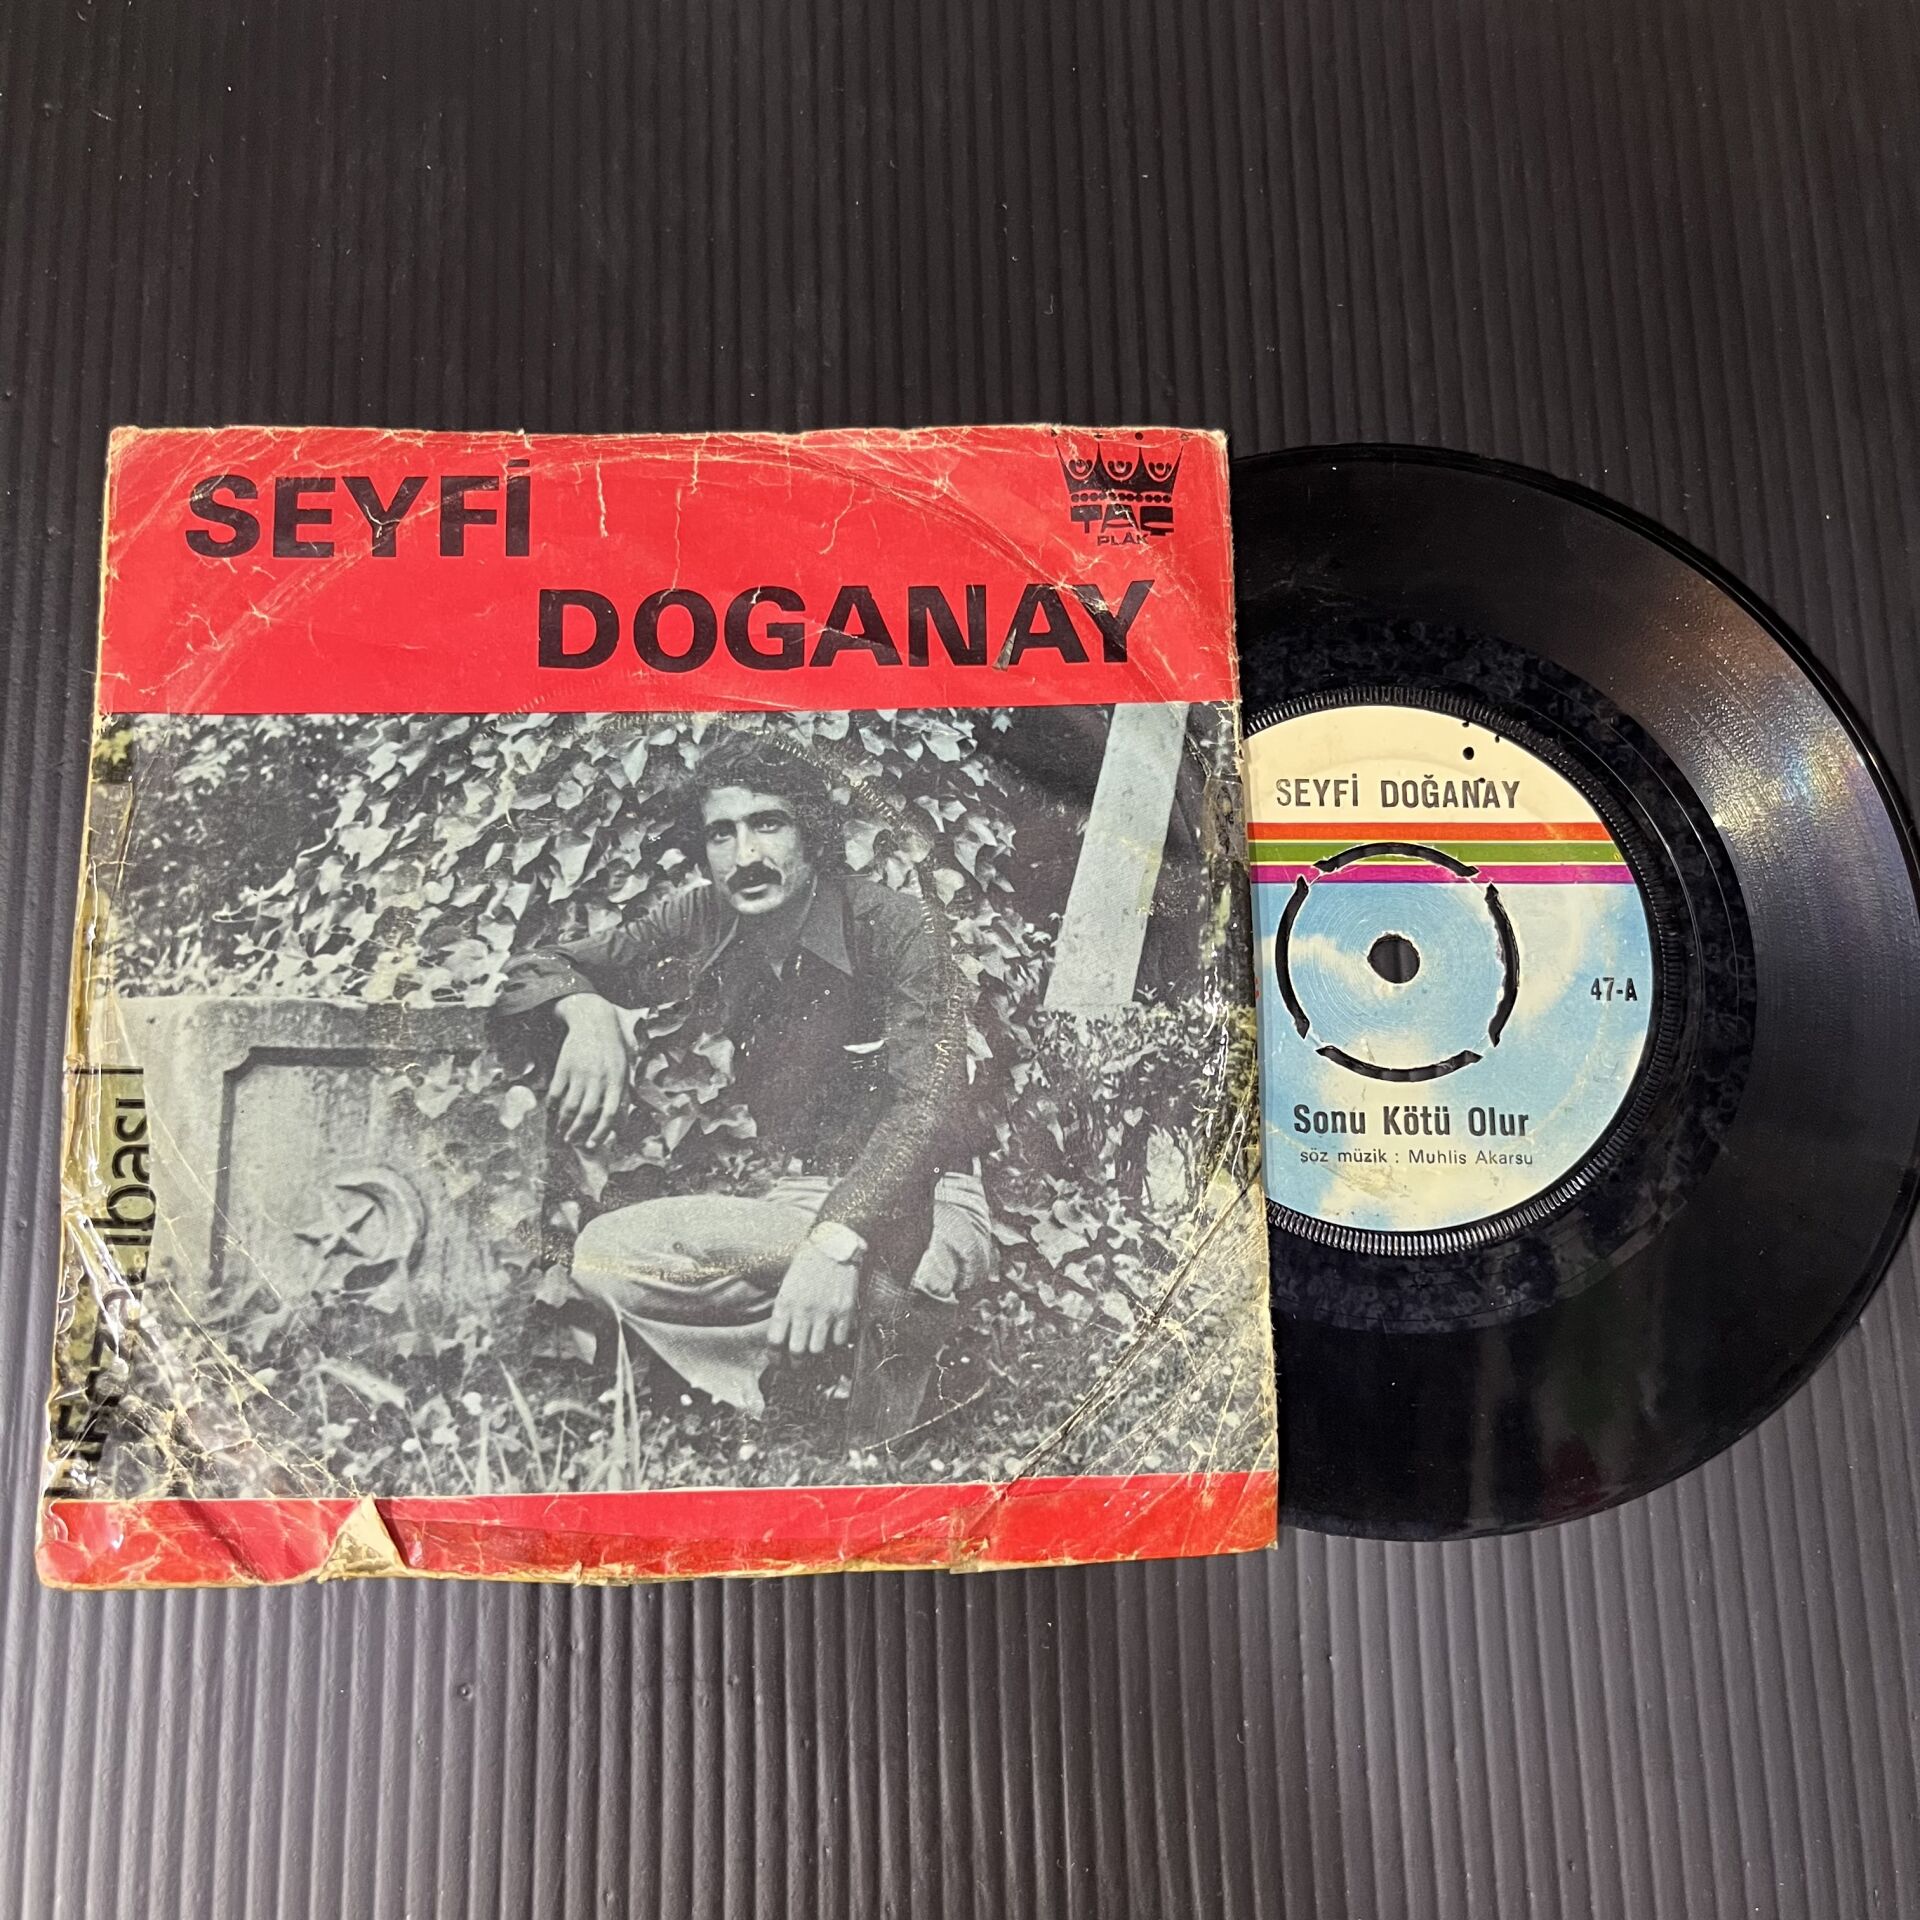 SEYFİ
DOGANAY
TAÇ
PLAK
SEYFİ DOĞANAY
47-A
Sonu Kötü Olur
söz müzik : Muhlis Akarsu